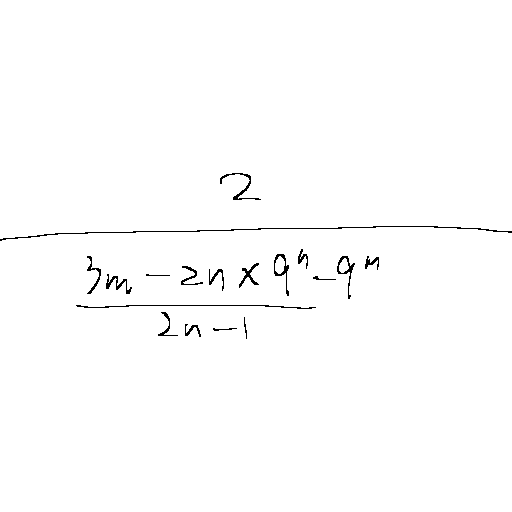 2
3m - 2n × 9ⁿ - 9ⁿ
2n - 1